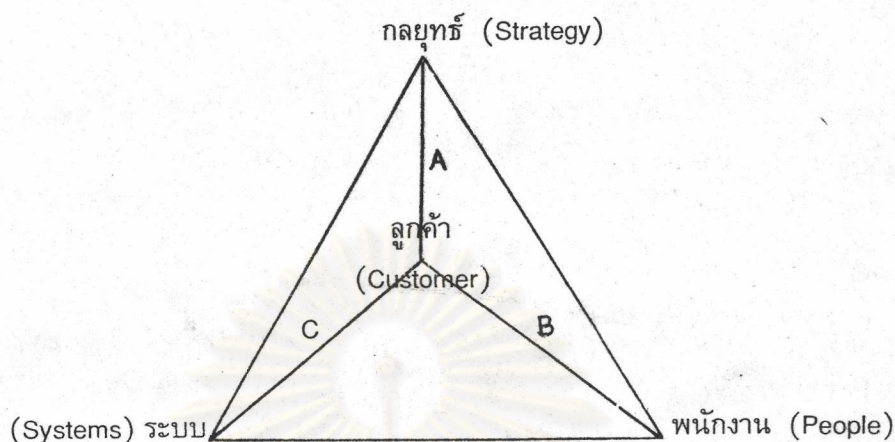 กลยุทธ์ (Strategy)
A
ลูกค้า
(Customer)
C
B
(Systems) ระบบ
พนักงาน (People)